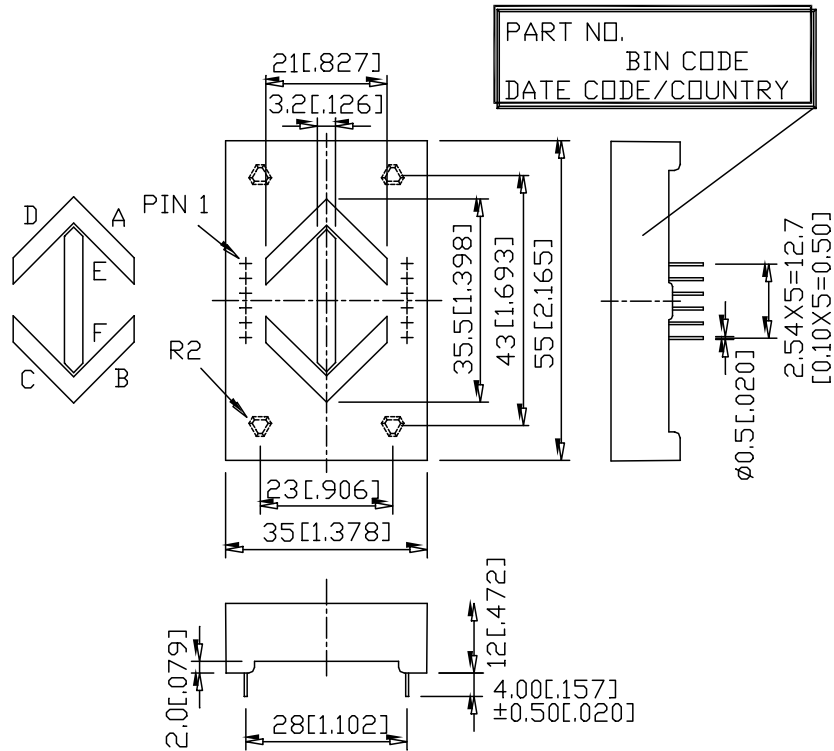 PART NO.
BIN CODE
DATE CODE/COUNTRY
21[.827]
3.2[.126]
D
A
E
F
C
B
PIN 1
R2
35.5[1.398]
43[1.693]
55[2.165]
2.54X5=12.7
[0.10X5=0.50]
ø0.5[.020]
23[.906]
35[1.378]
12[.472]
2.0[.079]
4.00[.157]
±0.50[.020]
28[1.102]